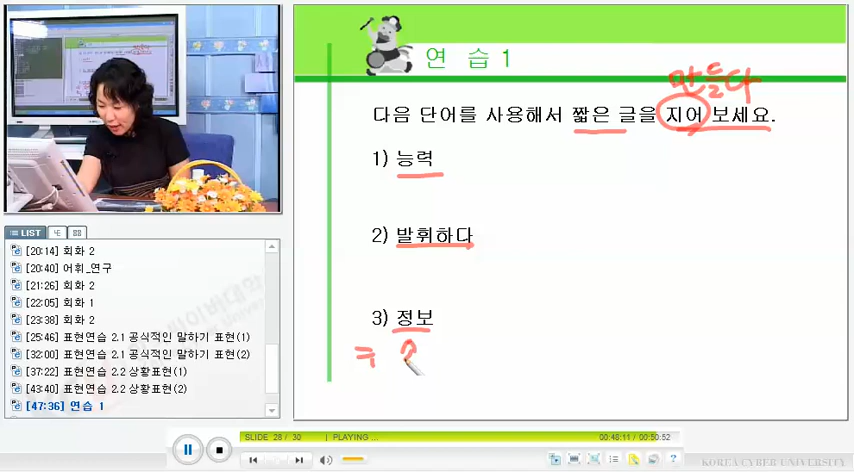 연 습 1
만들다
다음 단어를 사용해서 짧은 글을 지어 보세요.
1) 능력
2) 발휘하다
3) 정보
ㅋ
LIST
[20:14] 회화 2
[20:40] 어휘_연구
[21:26] 회화 2
[22:05] 회화 1
[23:38] 회화 2
[25:46] 표현연습 2.1 공식적인 말하기 표현(1)
[32:00] 표현연습 2.1 공식적인 말하기 표현(2)
[37:22] 표현연습 2.2 상황표현(1)
[43:40] 표현연습 2.2 상황표현(2)
[47:36] 연습 1
SLIDE 28 / 30 | PLAYING ...
00:48:11 / 00:50:52
KOREA CYBER UNIVERSITY